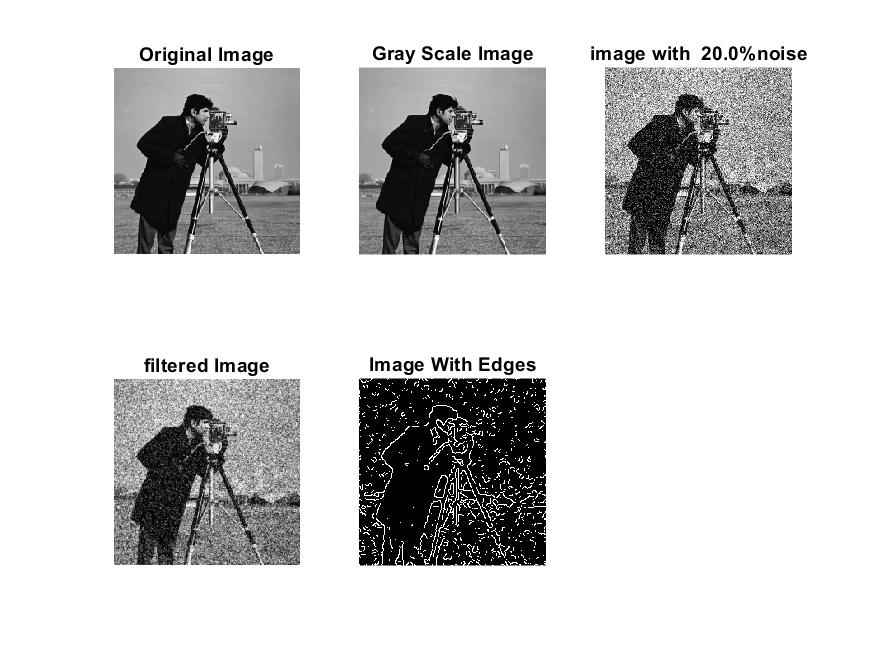 Original Image
Gray Scale Image
image with  20.0%noise
filtered Image
Image With Edges